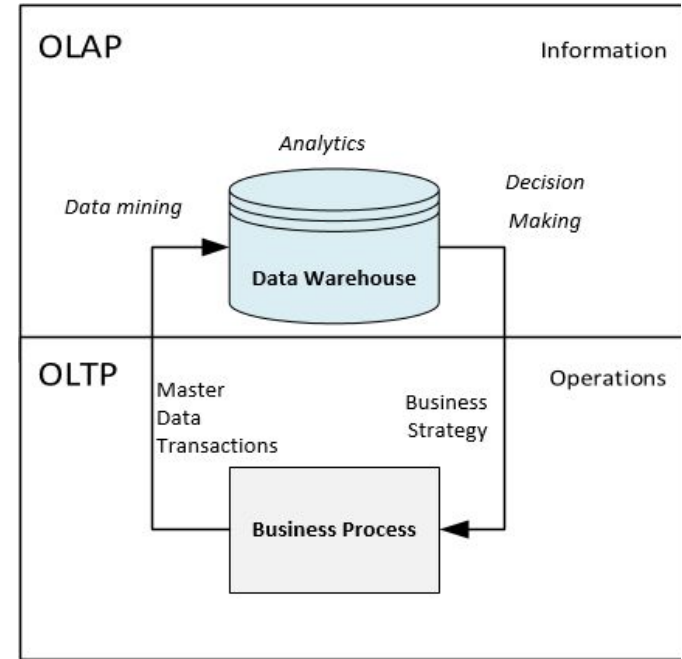 OLAP
Information
Analytics
Data mining
Decision
Making
Data Warehouse
OLTP
Operations
Master
Data
Transactions
Business
Strategy
Business Process